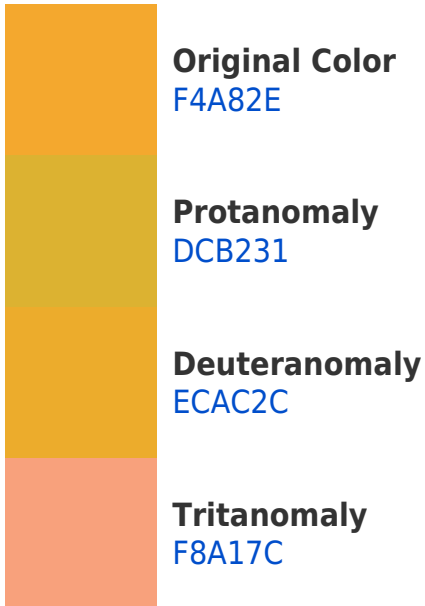 Original Color
F4A82E
Protanomaly
DCB231
Deuteranomaly
ECAC2C
Tritanomaly
F8A17C